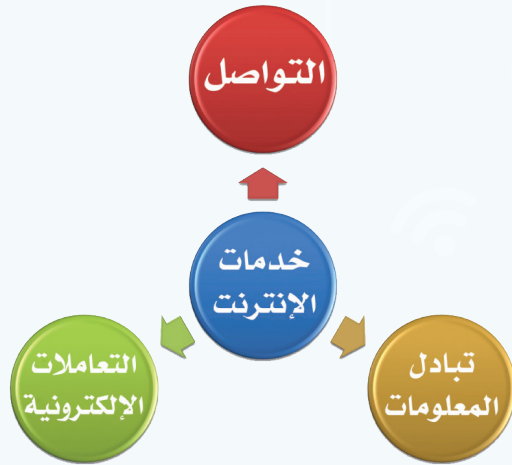 التواصل
خدمات
الإنترنت
تبادل
المعلومات
التعاملات
الإلكترونية